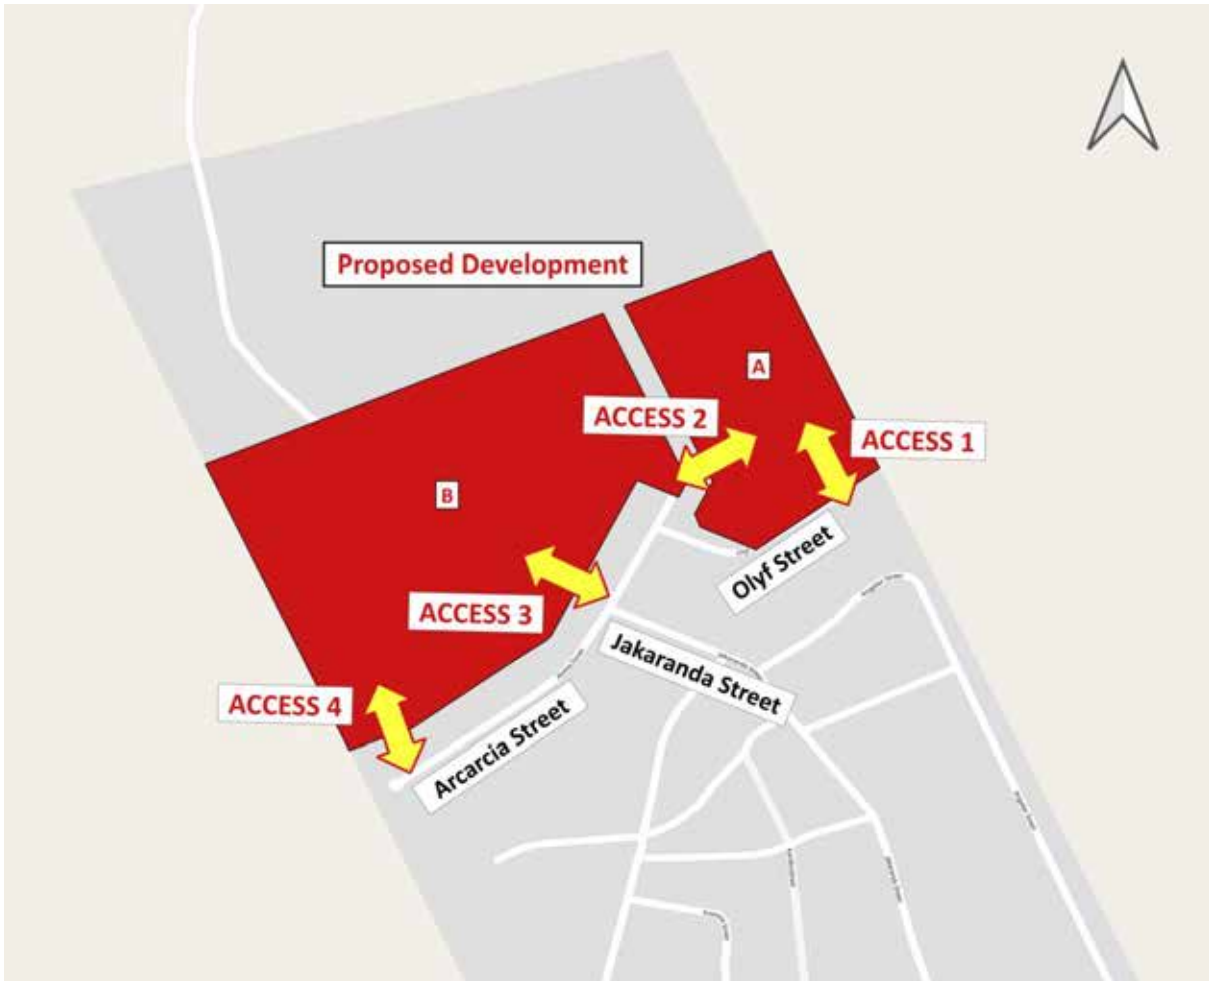 Proposed Development
A
ACCESS 2
ACCESS 1
B
Olyf Street
ACCESS 3
Jakaranda Street
ACCESS 4
Arcarcia Street